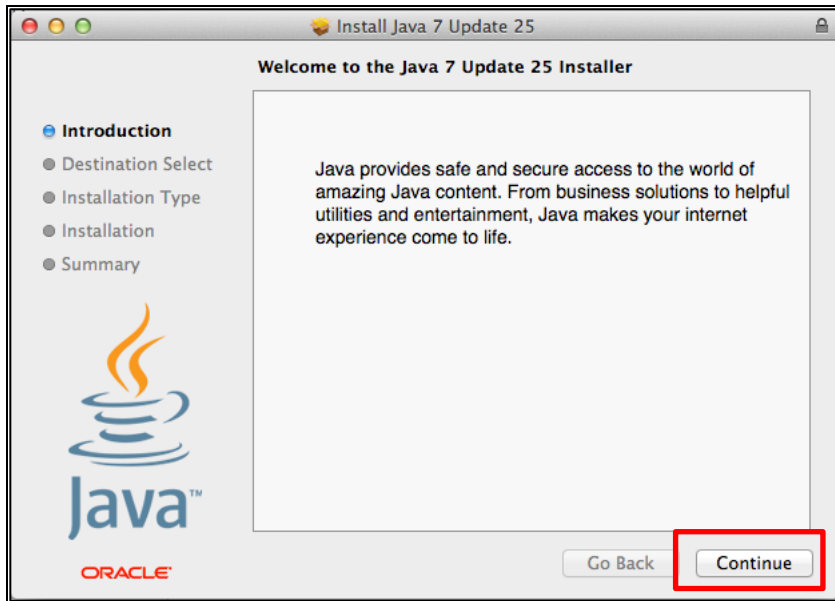 Install Java 7 Update 25
Welcome to the Java 7 Update 25 Installer
Introduction
Destination Select
Installation Type
Installation
Summary
Java provides safe and secure access to the world of
amazing Java content. From business solutions to helpful
utilities and entertainment, Java makes your internet
experience come to life.
Java™
ORACLE®
Go Back
Continue